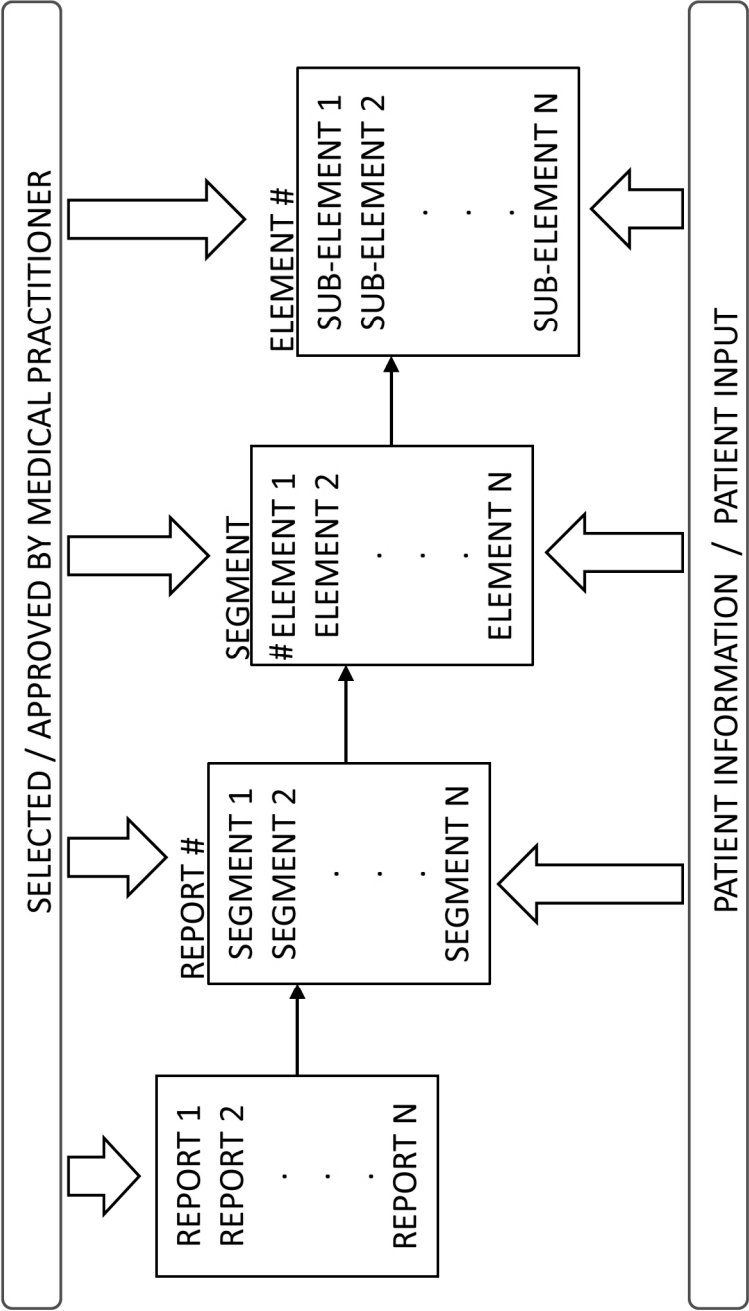 SELECTED / APPROVED BY MEDICAL PRACTITIONER
REPORT 1
REPORT 2
.
.
.
REPORT N
REPORT #
SEGMENT 1
SEGMENT 2
.
.
.
SEGMENT N
SEGMENT
# ELEMENT 1
ELEMENT 2
.
.
.
ELEMENT N
ELEMENT #
SUB-ELEMENT 1
SUB-ELEMENT 2
.
.
.
SUB-ELEMENT N
PATIENT INFORMATION / PATIENT INPUT